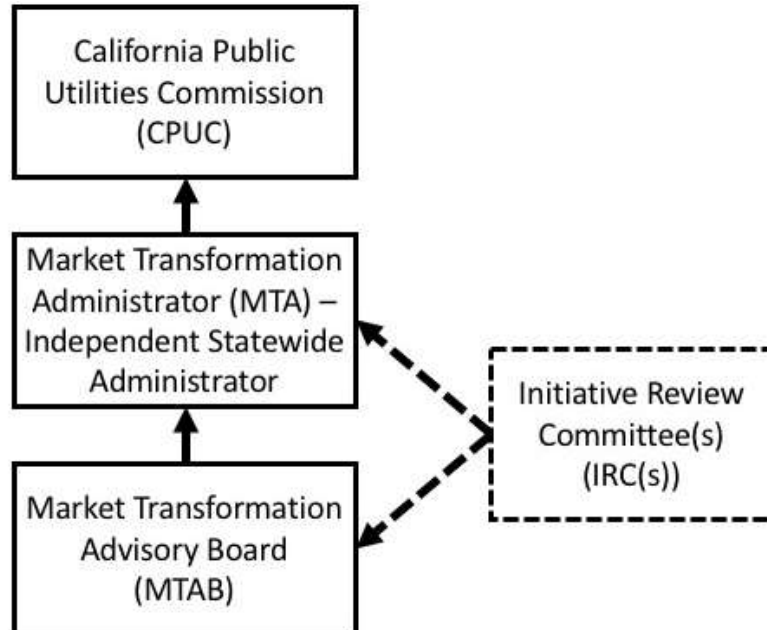 California Public
Utilities Commission
(CPUC)
Market Transformation
Administrator (MTA) –
Independent Statewide
Administrator
Initiative Review
Committee(s)
(IRC(s))
Market Transformation
Advisory Board
(MTAB)